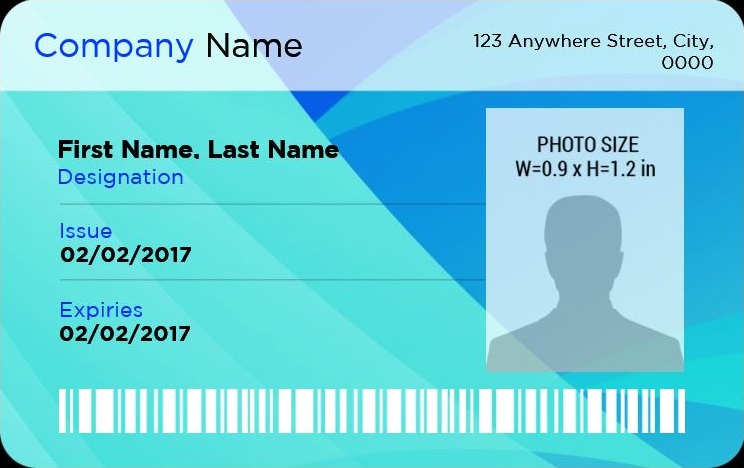 Company Name
123 Anywhere Street, City,
0000
First Name, Last Name
Designation
PHOTO SIZE
W=0.9 x H=1.2 in
Issue
02/02/2017
Expiries
02/02/2017